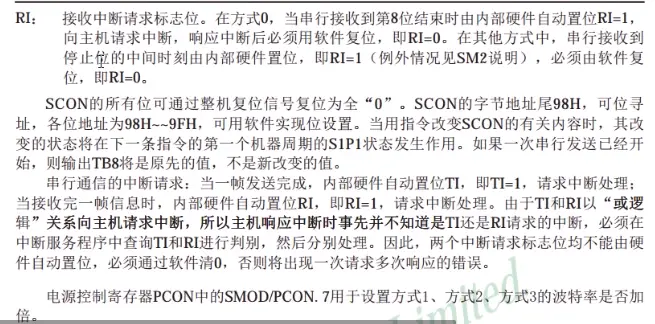 RI： 接收中断请求标志位。在方式0，当串行接收到第8位结束时由内部硬件自动置位RI=1，
向主机请求中断，响应中断后必须用软件复位，即RI=0。在其他方式中，串行接收到
停止位的中间时刻由内部硬件置位，即RI=1（例外情况见SM2说明），必须由软件复
位，即RI=0。
SCON的所有位可通过整机复位信号复位为全“0”。SCON的字节地址尾98H，可位寻
址，各位地址为98H~~9FH，可用软件实现位设置。当用指令改变SCON的有关内容时，其改
变的状态将在下一条指令的第一个机器周期的S1P1状态发生作用。如果一次串行发送已经开
始，则输出TB8将是原先的值，不是新改变的值。
串行通信的中断请求：当一帧发送完成，内部硬件自动置位TI，即TI=1，请求中断处理；
当接收完一帧信息时，内部硬件自动置位RI，即RI=1，请求中断处理。由于TI和RI以“或逻
辑”关系向主机请求中断，所以主机响应中断时事先并不知道是TI还是RI请求的中断，必须在
中断服务程序中查询TI和RI进行判别，然后分别处理。因此，两个中断请求标志位均不能由硬
件自动置位，必须通过软件清0，否则将出现一次请求多次响应的错误。
电源控制寄存器PCON中的SMOD/PCON. 7用于设置方式1、方式2、方式3的波特率是否加
倍。
Limited